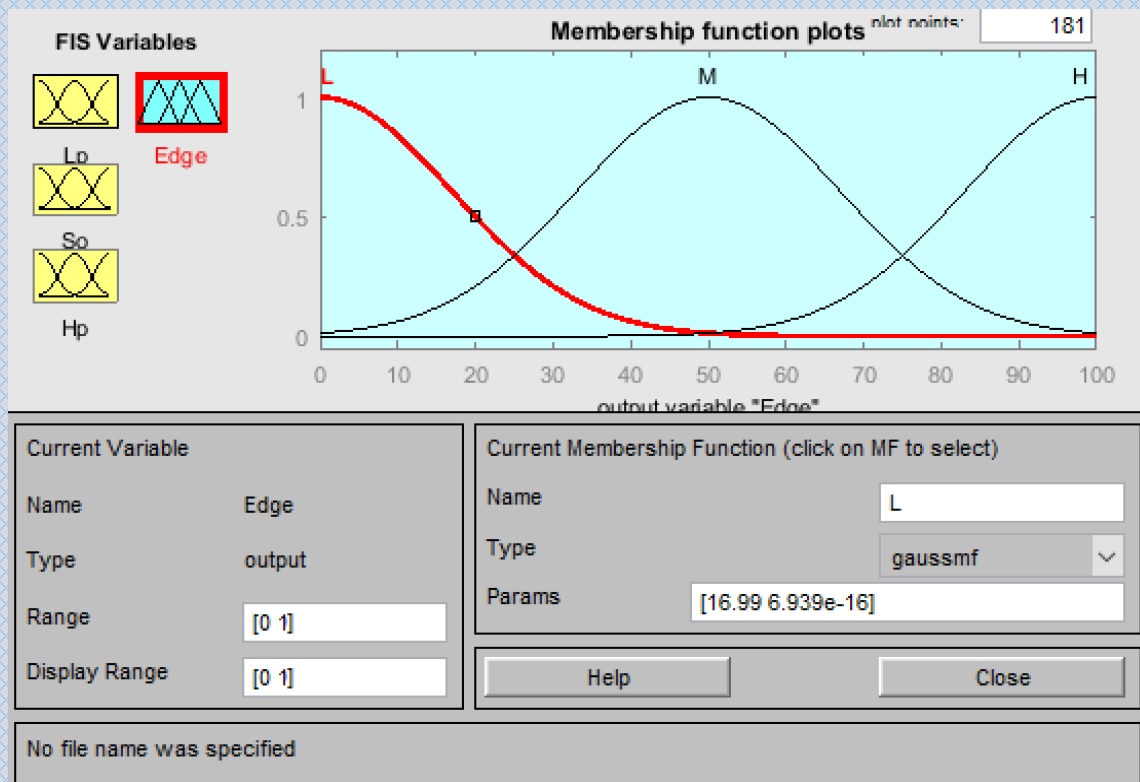 FIS Variables
Membership function plots
plot points:
181
Lp
Edge
So
Hp
L
M
H
1
0.5
0
0 10 20 30 40 50 60 70 80 90 100
output variable "Edge"
Current Variable
Name Edge
Type output
Range [0 1]
Display Range [0 1]
Current Membership Function (click on MF to select)
Name L
Type gaussmf
Params [16.99 6.939e-16]
Help
Close
No file name was specified